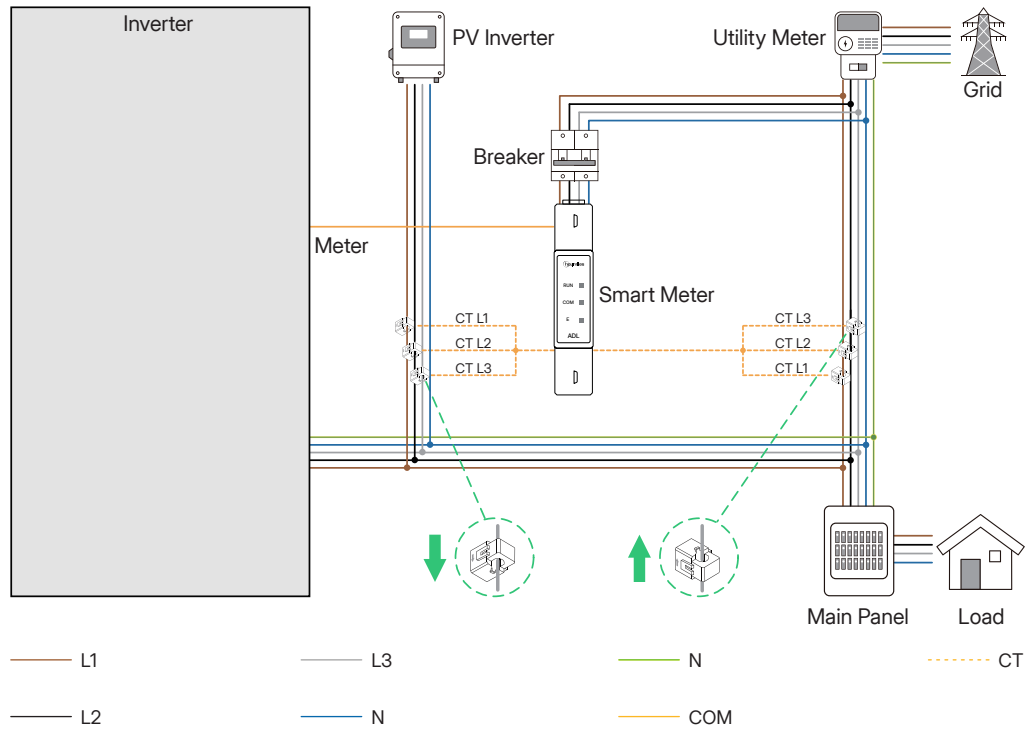 Inverter
PV Inverter
Utility Meter
Grid
Breaker
Meter
RUN
COM
E
ADL
Smart Meter
CT L1
CT L2
CT L3
CT L3
CT L2
CT L1
Main Panel
Load
L1
L3
N
CT
L2
N
COM